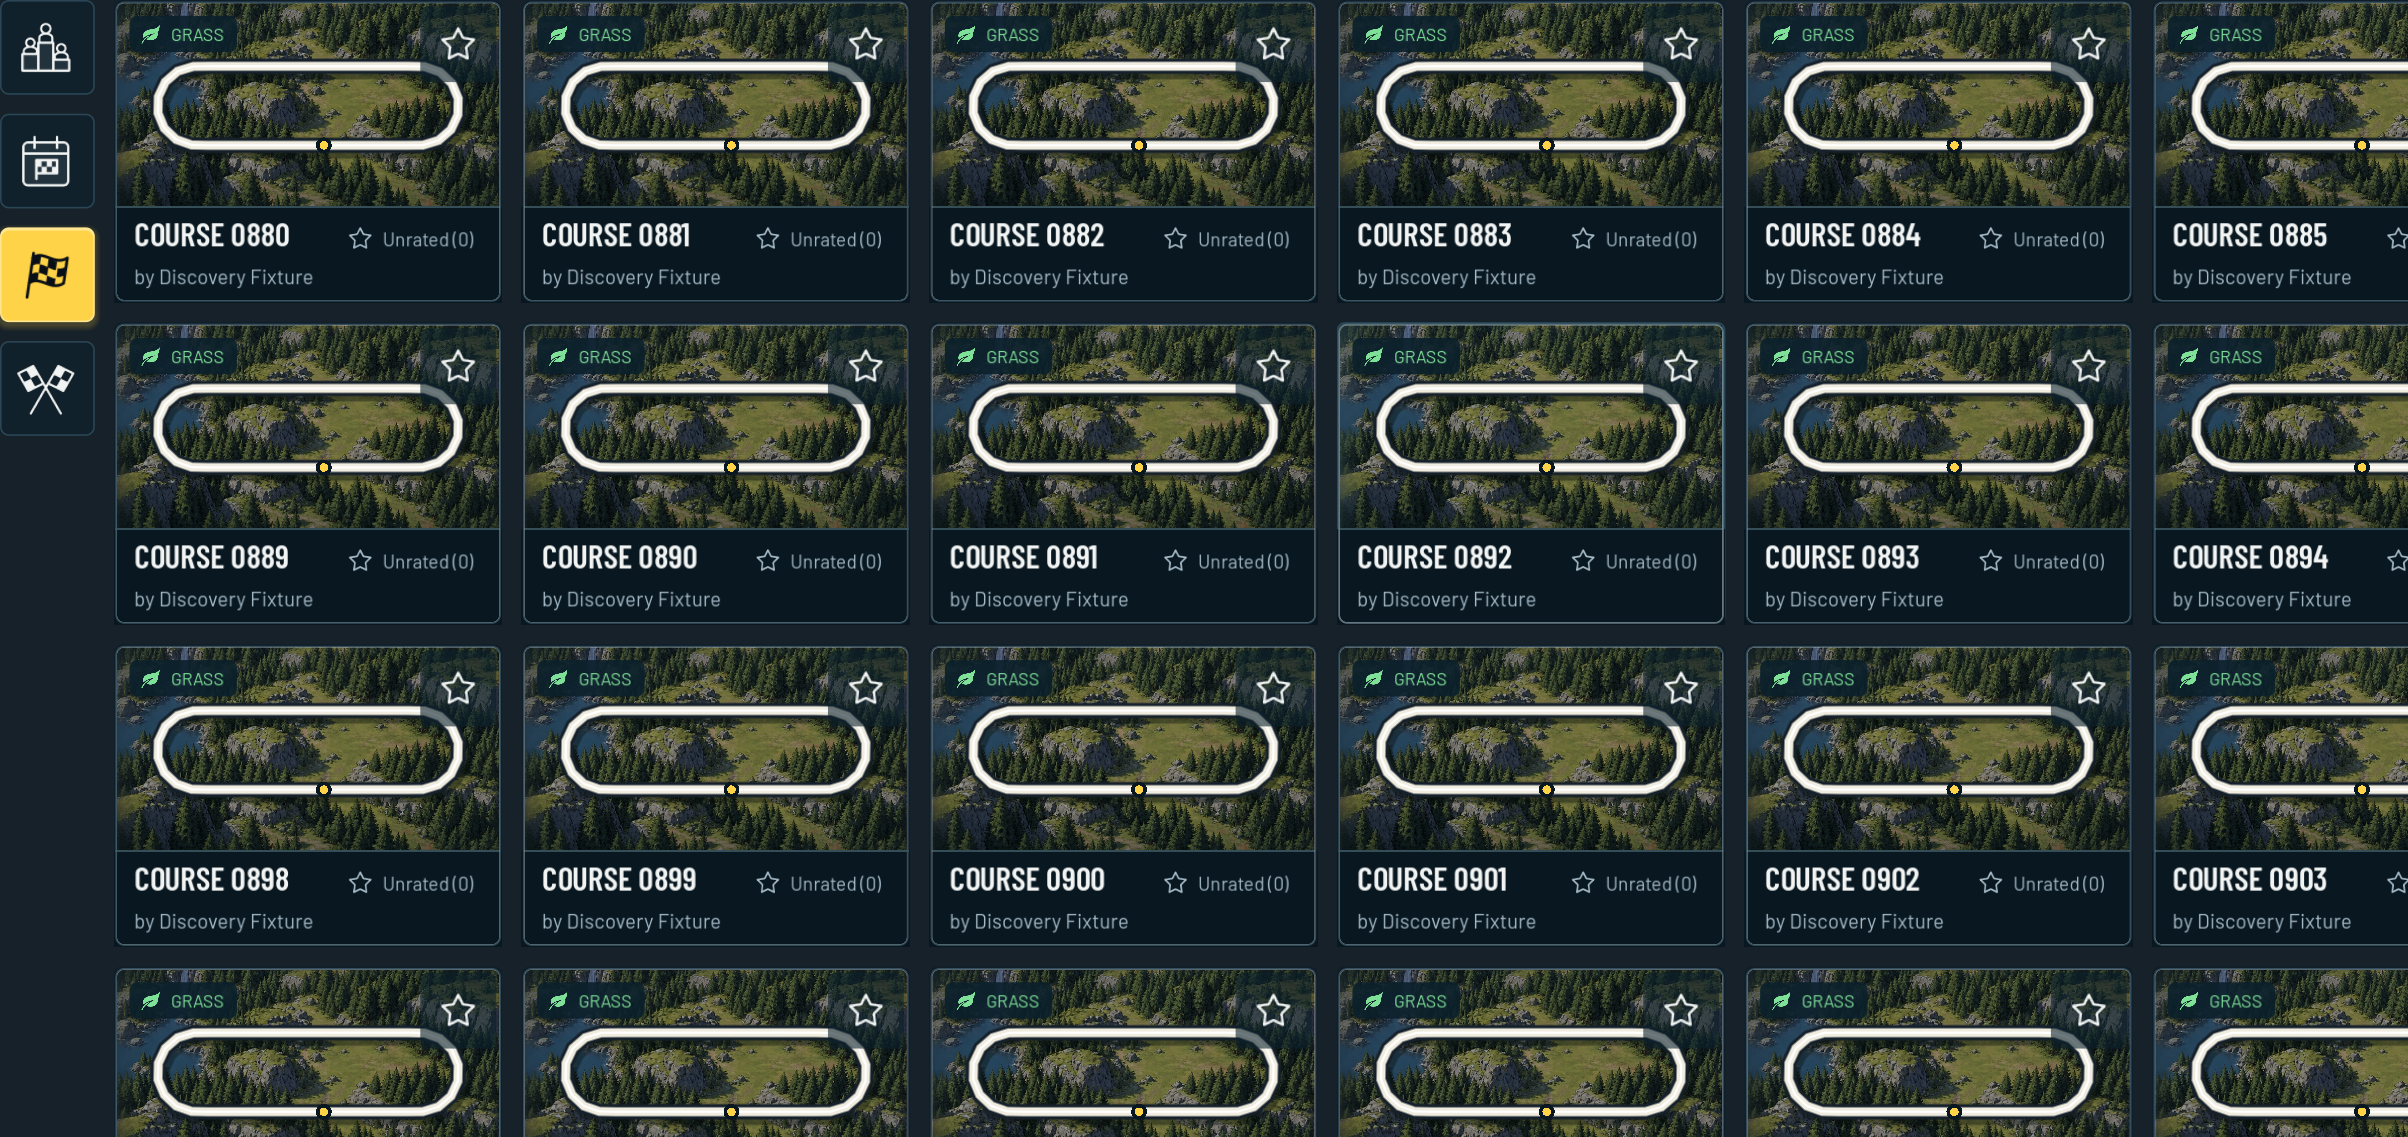 GRASS GRASS GRASS GRASS GRASS GRASS
COURSE 0880 Unrated(0) COURSE 0881 Unrated(0) COURSE 0882 Unrated(0) COURSE 0883 Unrated(0) COURSE 0884 Unrated(0) COURSE 0885
by Discovery Fixture by Discovery Fixture by Discovery Fixture by Discovery Fixture by Discovery Fixture by Discovery Fixture
GRASS GRASS GRASS GRASS GRASS GRASS
COURSE 0889 Unrated(0) COURSE 0890 Unrated(0) COURSE 0891 Unrated(0) COURSE 0892 Unrated(0) COURSE 0893 Unrated(0) COURSE 0894
by Discovery Fixture by Discovery Fixture by Discovery Fixture by Discovery Fixture by Discovery Fixture by Discovery Fixture
GRASS GRASS GRASS GRASS GRASS GRASS
COURSE 0898 Unrated(0) COURSE 0899 Unrated(0) COURSE 0900 Unrated(0) COURSE 0901 Unrated(0) COURSE 0902 Unrated(0) COURSE 0903
by Discovery Fixture by Discovery Fixture by Discovery Fixture by Discovery Fixture by Discovery Fixture by Discovery Fixture
GRASS GRASS GRASS GRASS GRASS GRASS